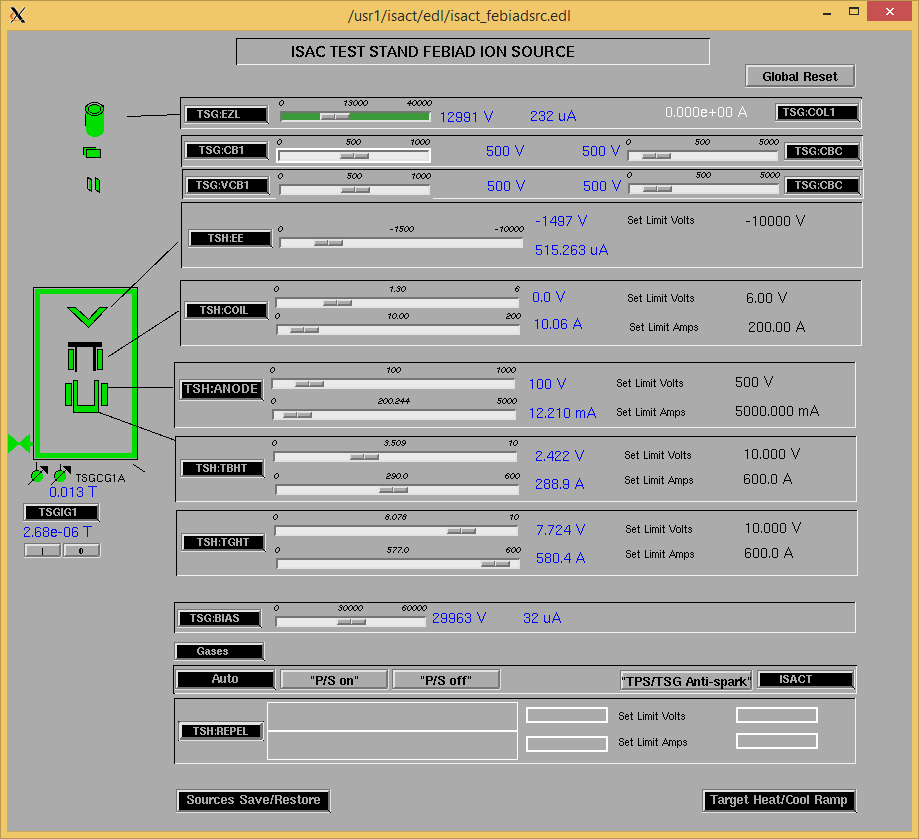 /usr1/isact/edl/isact_febiadsrc.edl
ISAC TEST STAND FEBIAD ION SOURCE
Global Reset
TSG:EZL 0 13000 40000 12991 V 232 uA 0.000e+00 A TSG:COL1
TSG:CB1 0 500 1000 500 V 500 V 0 500 5000 TSG:CBC
TSG:VCB1 0 500 1000 500 V 500 V 0 500 5000 TSG:CBC
TSH:EE 0 -1500 -10000 -1497 V Set Limit Volts -10000 V
515.263 uA
TSH:COIL 0 1.30 6 0.0 V Set Limit Volts 6.00 V
0 10.00 200 10.06 A Set Limit Amps 200.00 A
TSH:ANODE 0 100 1000 100 V Set Limit Volts 500 V
0 200.244 5000 12.210 mA Set Limit Amps 5000.000 mA
TSH:TBHT 0 3.509 10 2.422 V Set Limit Volts 10.000 V
0 290.0 600 288.9 A Set Limit Amps 600.0 A
TSGCG1A
0.013 T
TSGIG1
2.68e-06 T
I 0
TSH:TGHT 0 6.078 10 7.724 V Set Limit Volts 10.000 V
0 577.0 600 580.4 A Set Limit Amps 600.0 A
TSG:BIAS 0 30000 60000 29963 V 32 uA
Gases
Auto "P/S on" "P/S off" "TPS/TSG Anti-spark" ISACT
TSH:REPEL Set Limit Volts
Set Limit Amps
Sources Save/Restore Target Heat/Cool Ramp